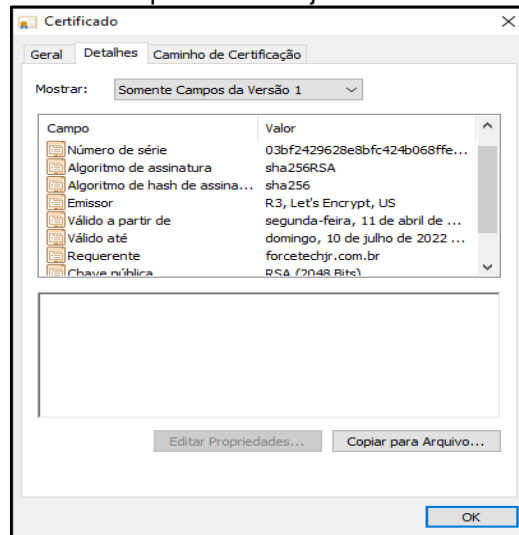 Certificado
Geral Detalhes Caminho de Certificação
Mostrar: Somente Campos da Versão 1
Campo Valor
Número de série 03bf2429628e8bfc424b068ffe...
Algoritmo de assinatura sha256RSA
Algoritmo de hash de assina... sha256
Emissor R3, Let's Encrypt, US
Válido a partir de segunda-feira, 11 de abril de ...
Válido até domingo, 10 de julho de 2022 ...
Requerente forcetechjr.com.br
Chave pública RSA (2048 Bits)
Editar Propriedades... Copiar para Arquivo...
OK